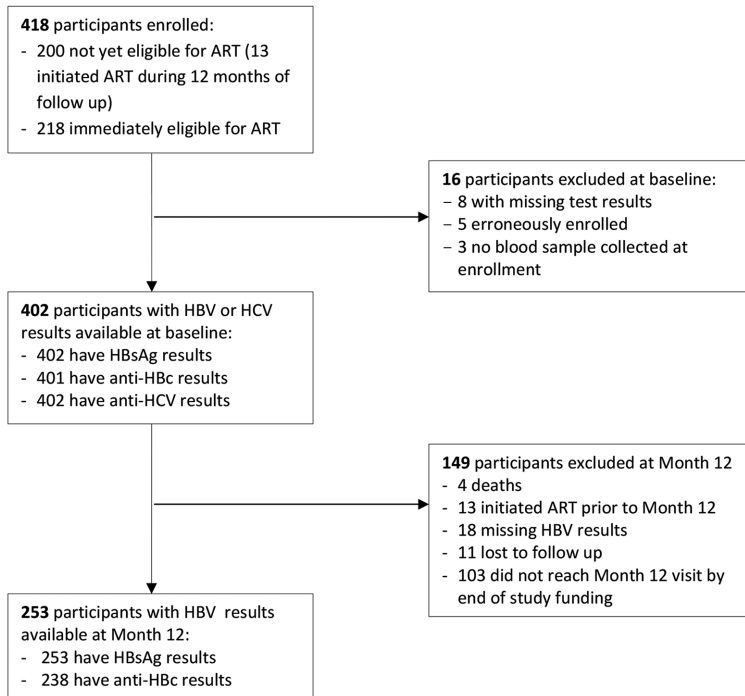 418 participants enrolled:
- 200 not yet eligible for ART (13
initiated ART during 12 months of
follow up)
- 218 immediately eligible for ART
16 participants excluded at baseline:
– 8 with missing test results
– 5 erroneously enrolled
– 3 no blood sample collected at
enrollment
402 participants with HBV or HCV
results available at baseline:
- 402 have HBsAg results
- 401 have anti-HBc results
- 402 have anti-HCV results
149 participants excluded at Month 12
- 4 deaths
- 13 initiated ART prior to Month 12
- 18 missing HBV results
- 11 lost to follow up
- 103 did not reach Month 12 visit by
end of study funding
253 participants with HBV results
available at Month 12:
- 253 have HBsAg results
- 238 have anti-HBc results